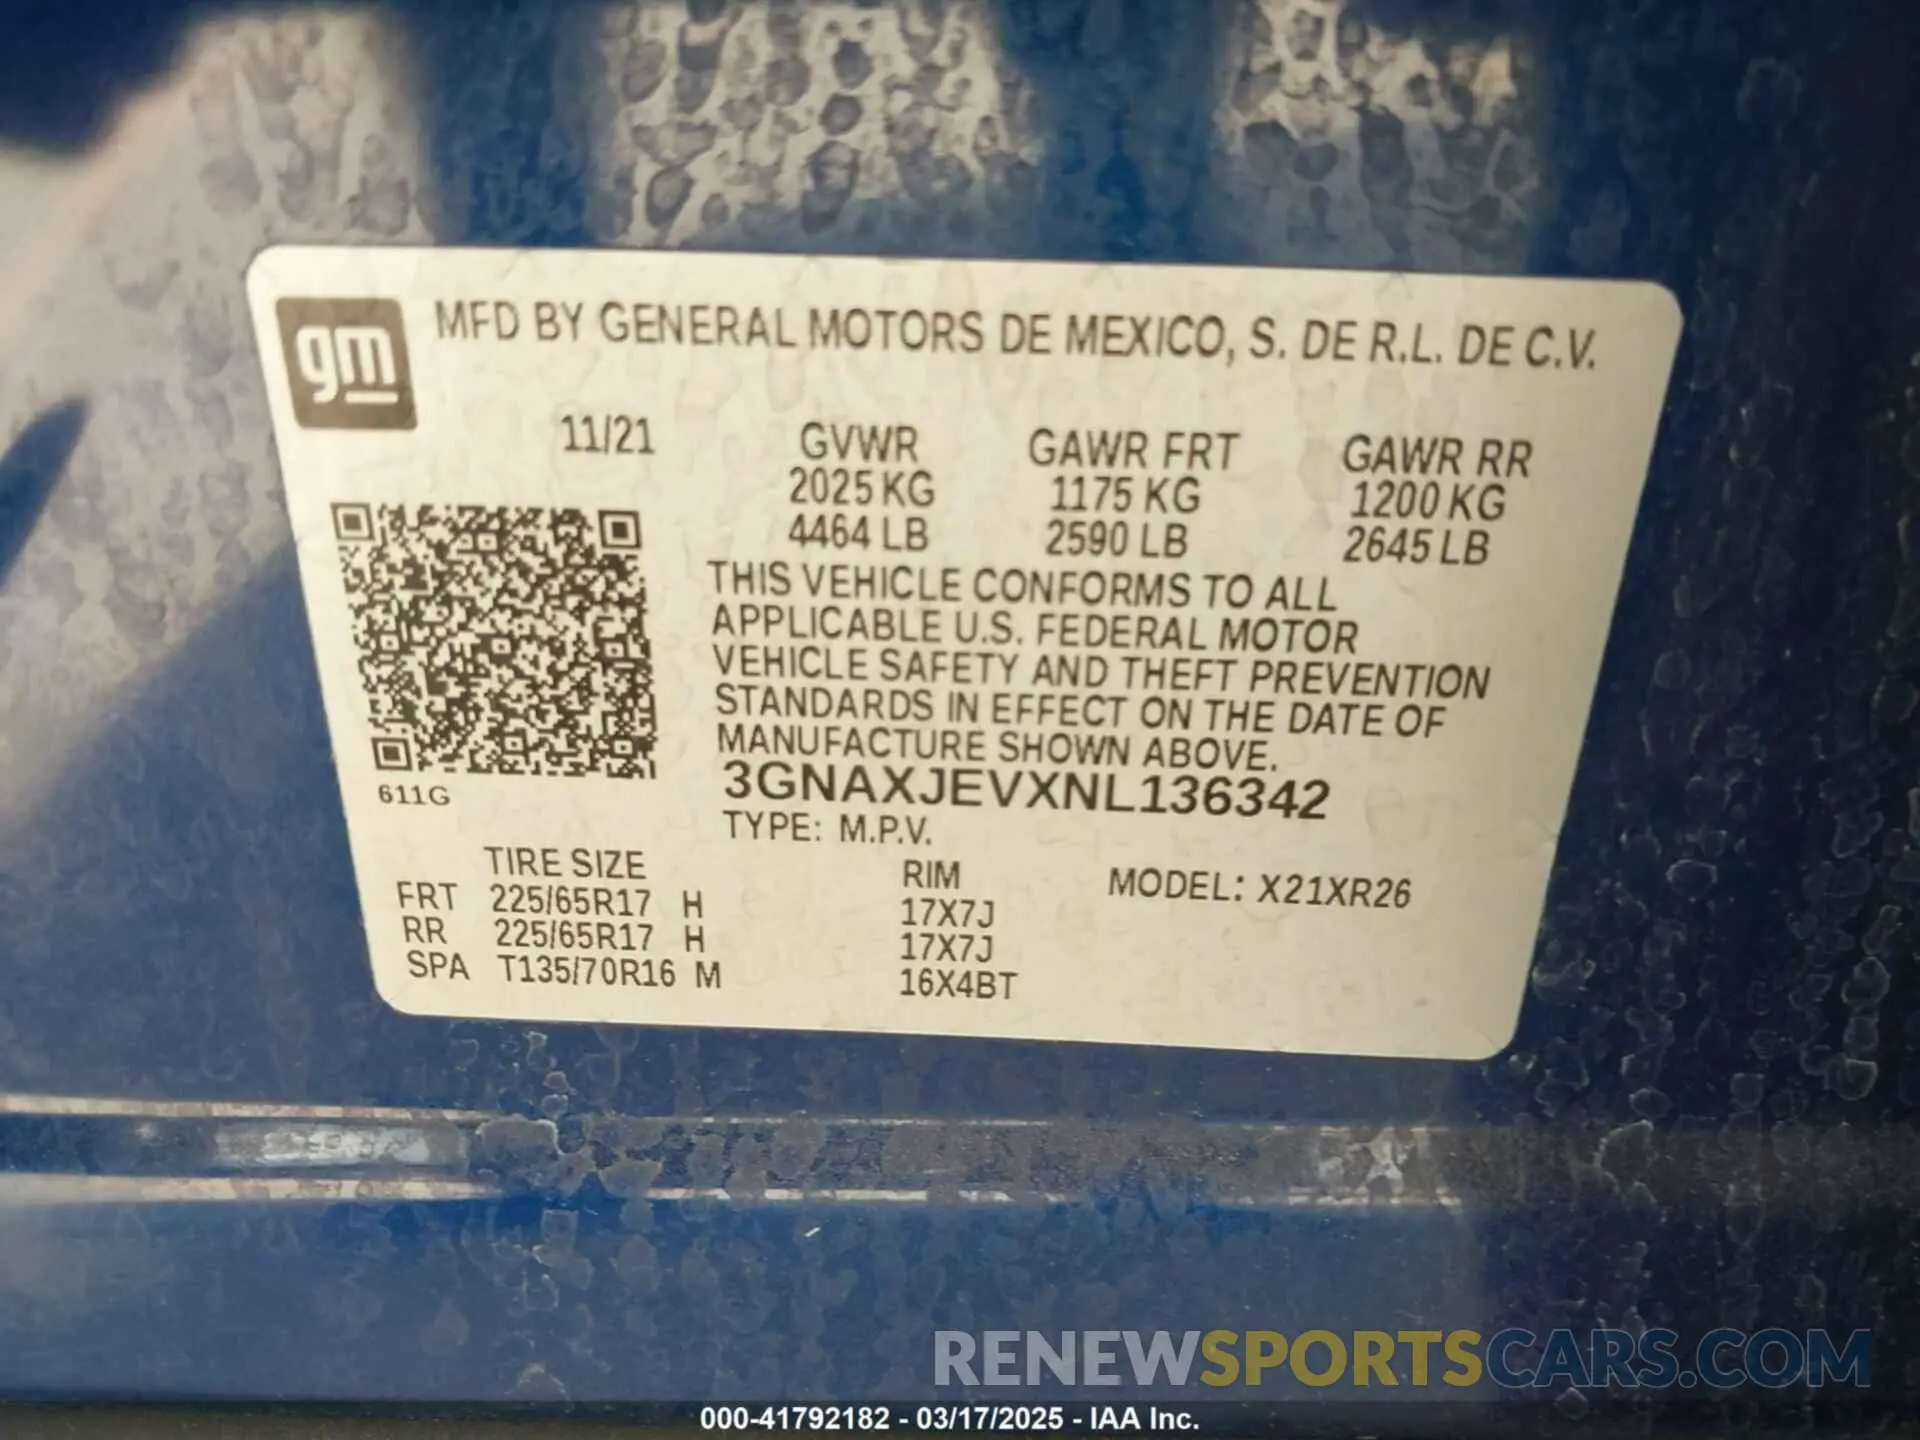 gm
MFD BY GENERAL MOTORS DE MEXICO, S. DE R.L. DE C.V.
11/21
GVWR GAWR FRT GAWR RR
2025 KG 1175 KG 1200 KG
4464 LB 2590 LB 2645 LB
THIS VEHICLE CONFORMS TO ALL
APPLICABLE U.S. FEDERAL MOTOR
VEHICLE SAFETY AND THEFT PREVENTION
STANDARDS IN EFFECT ON THE DATE OF
MANUFACTURE SHOWN ABOVE.
3GNAXJEVXNL136342
611G
TYPE: M.P.V.
TIRE SIZE RIM MODEL: X21XR26
FRT 225/65R17 H 17X7J
RR 225/65R17 H 17X7J
SPA T135/70R16 M 16X4BT
RENEWSPORTSCARS.COM
000-41792182 - 03/17/2025 - IAA Inc.